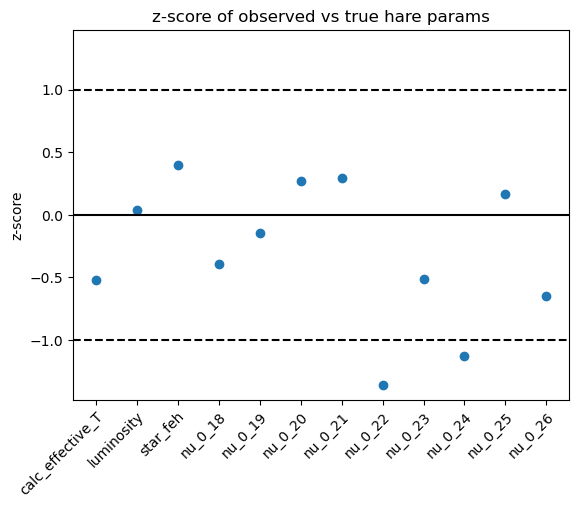 z-score of observed vs true hare params
z-score
1.0
0.5
0.0
−0.5
−1.0
calc_effective_T
luminosity
star_feh
nu_0_18
nu_0_19
nu_0_20
nu_0_21
nu_0_22
nu_0_23
nu_0_24
nu_0_25
nu_0_26